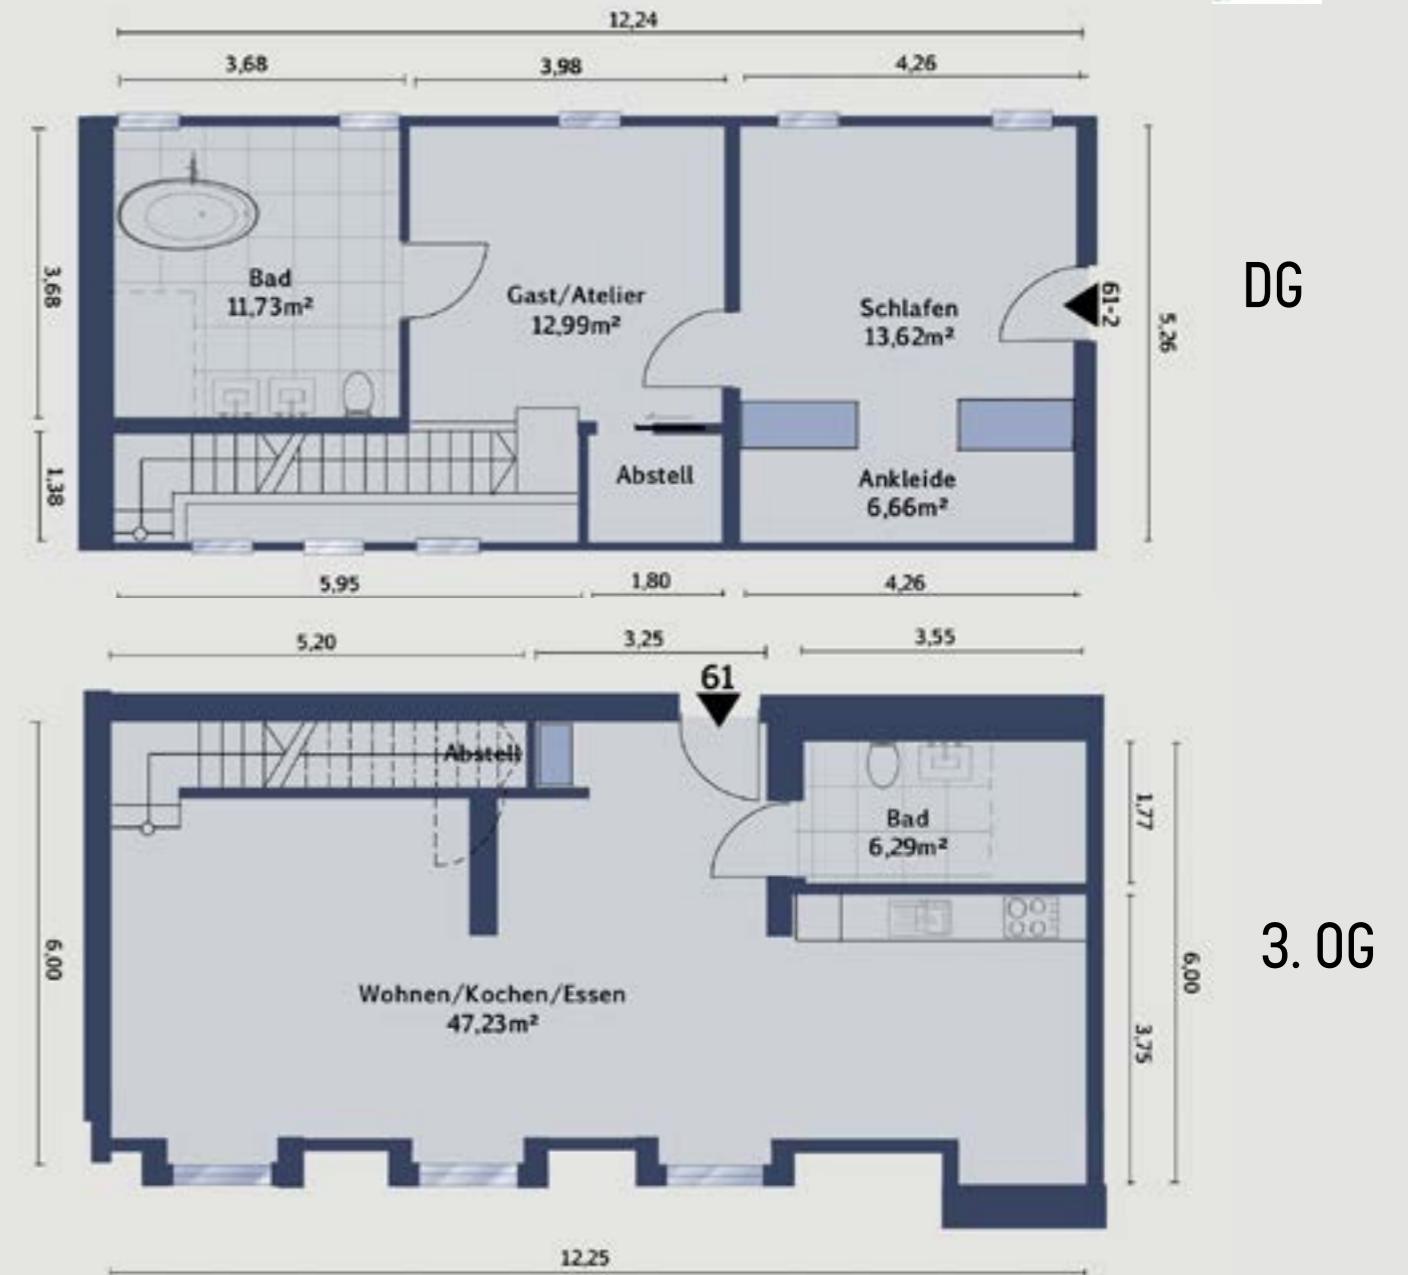 12,24
3,68
3,98
4,26
3,68
Bad
11,73m²
Gast/Atelier
12,99m²
Schlafen
13,62m²
61-2
5,26
DG
1,38
Abstell
Ankleide
6,66m²
5,95
1,80
4,26
5,20
3,25
3,55
61
Abstell
Bad
6,29m²
1,77
6,00
Wohnen/Kochen/Essen
47,23m²
3,75
6,00
3. OG
12,25